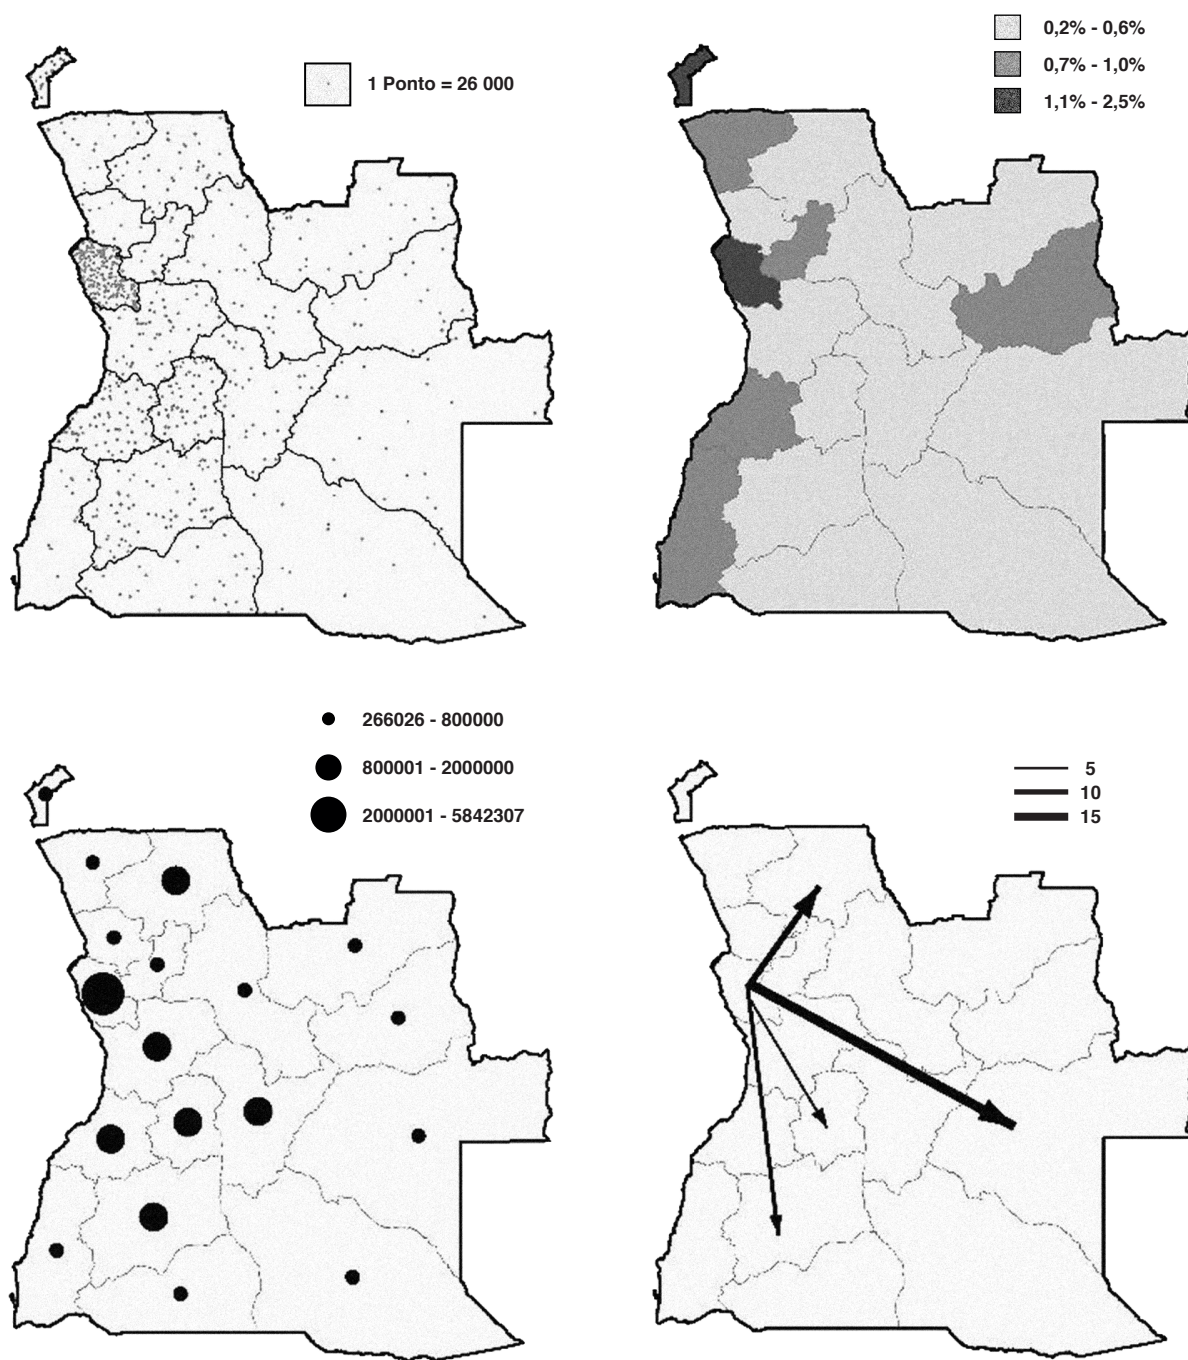 1 Ponto = 26 000
0,2% - 0,6%
0,7% - 1,0%
1,1% - 2,5%
266026 - 800000
800001 - 2000000
2000001 - 5842307
5
10
15